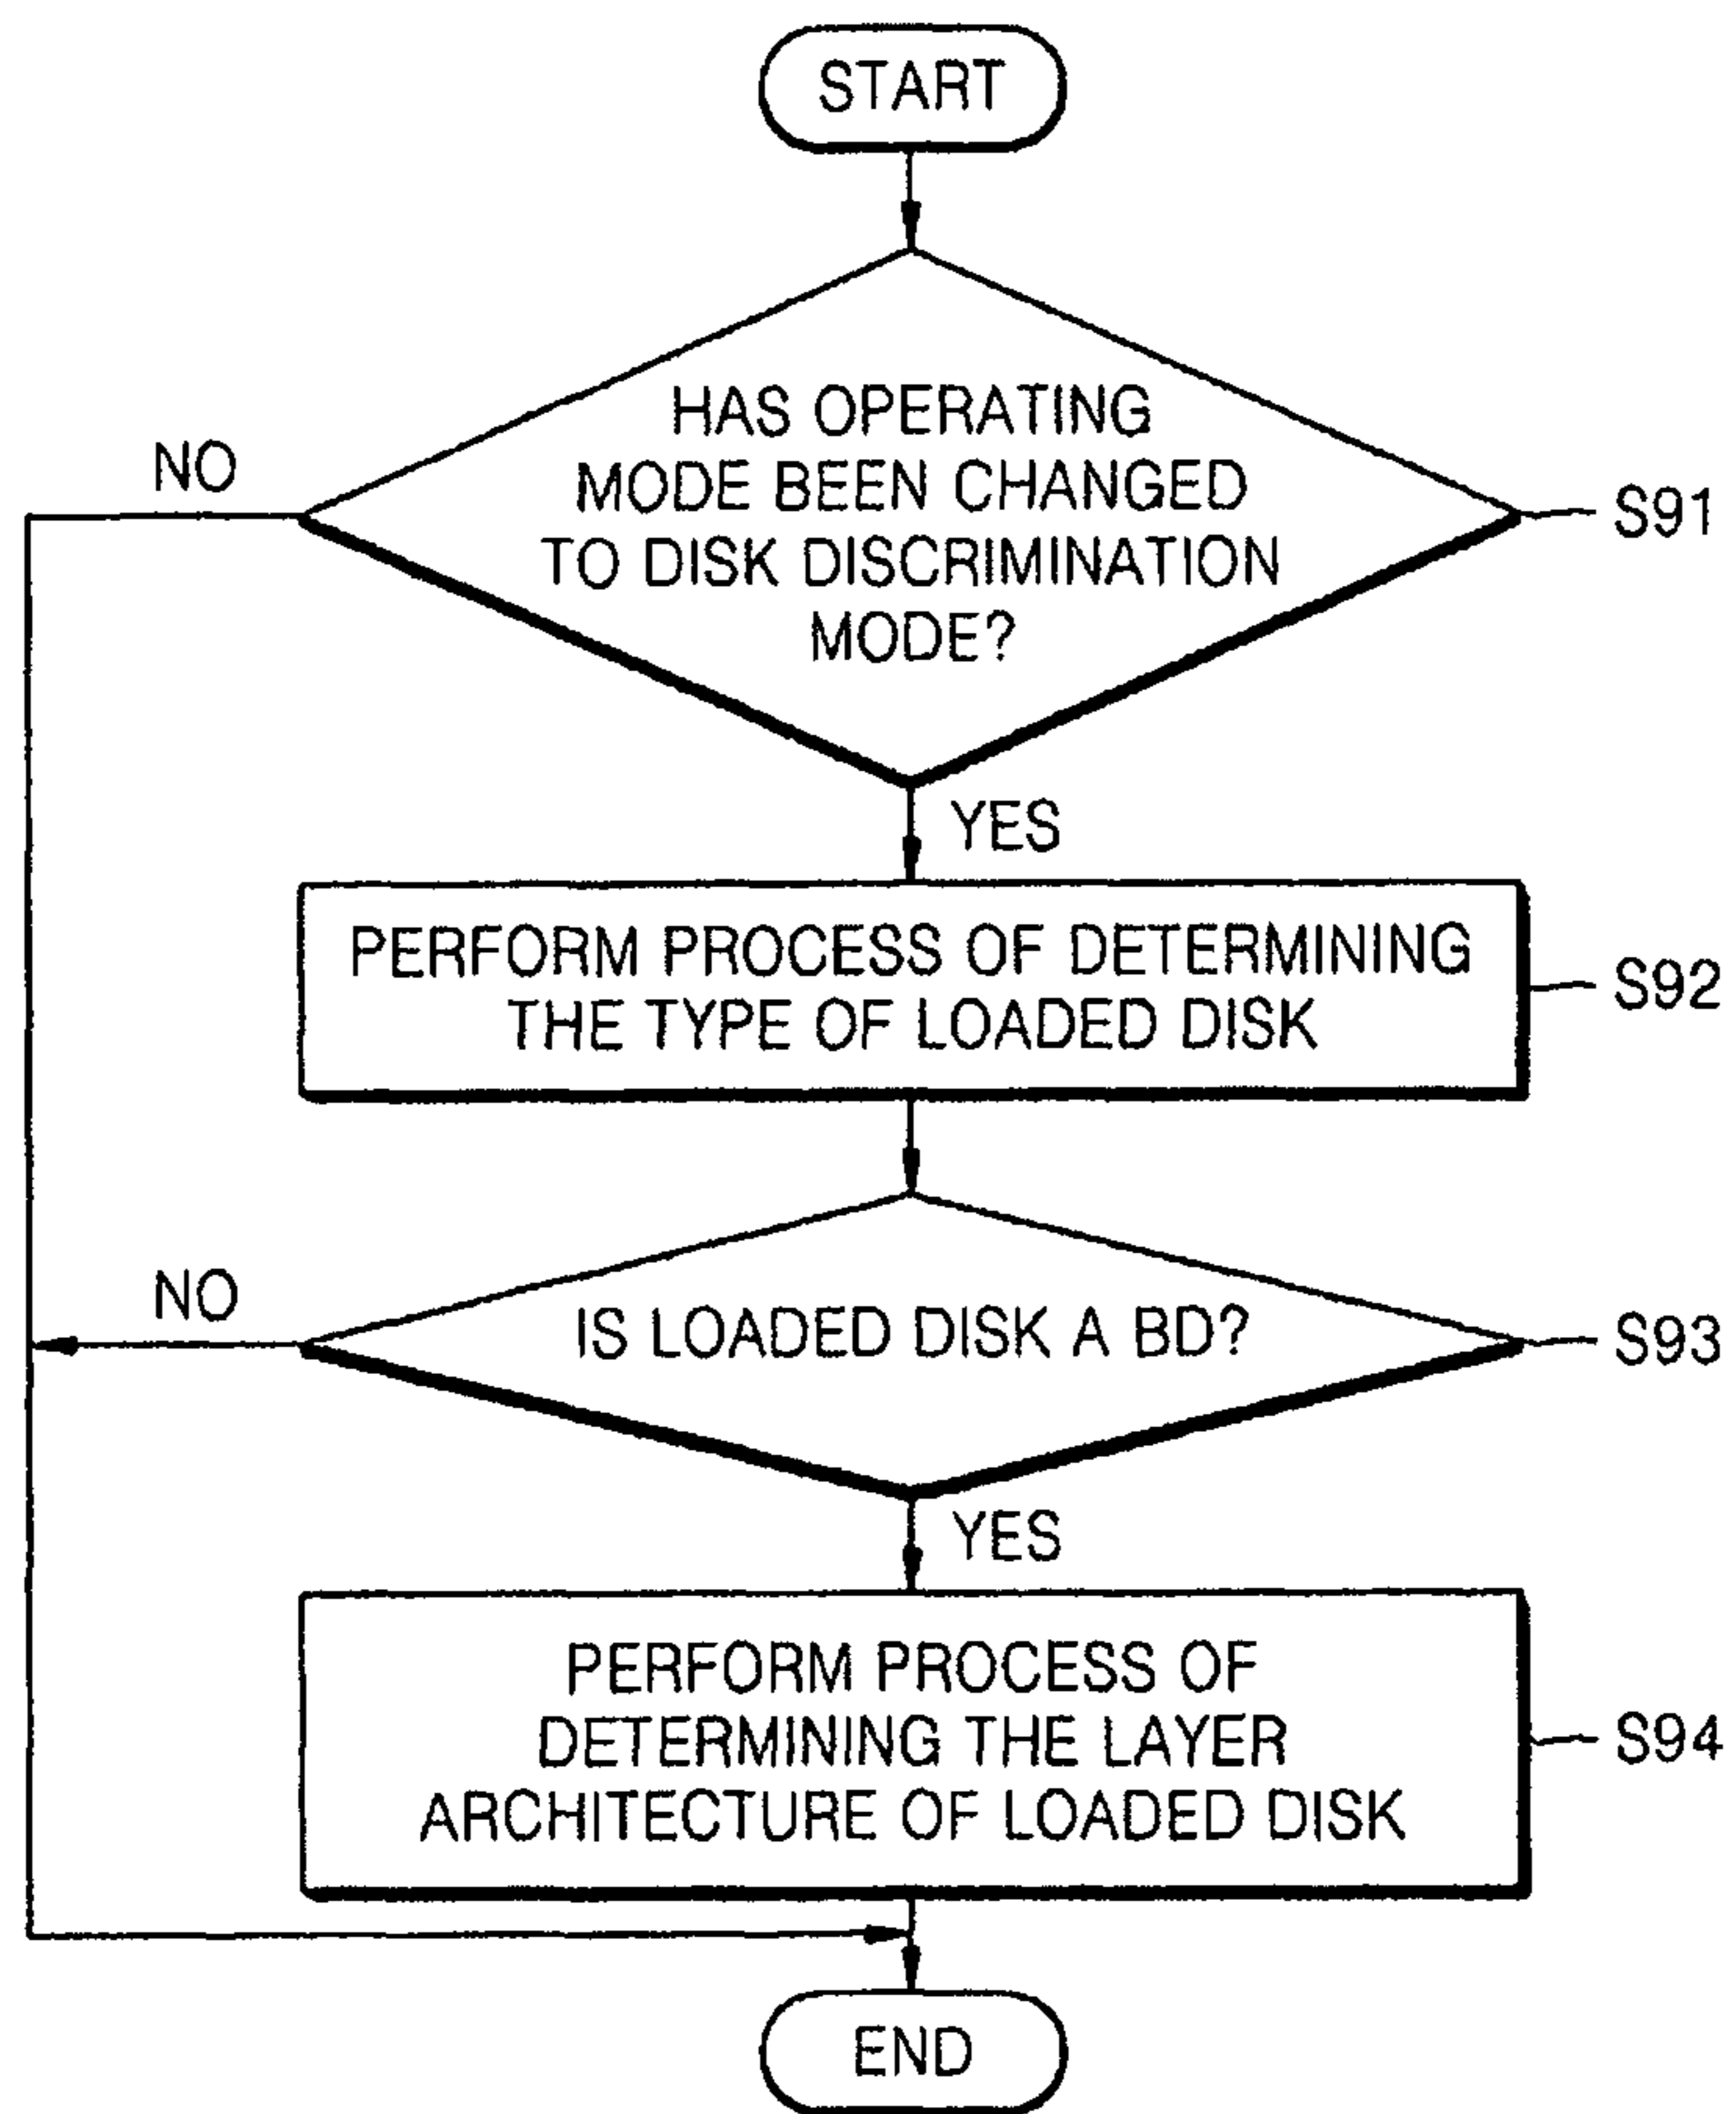 START
HAS OPERATING
MODE BEEN CHANGED
TO DISK DISCRIMINATION
MODE?
NO
S91
YES
PERFORM PROCESS OF DETERMINING
THE TYPE OF LOADED DISK
S92
NO
IS LOADED DISK A BD?
S93
YES
PERFORM PROCESS OF
DETERMINING THE LAYER
ARCHITECTURE OF LOADED DISK
S94
END